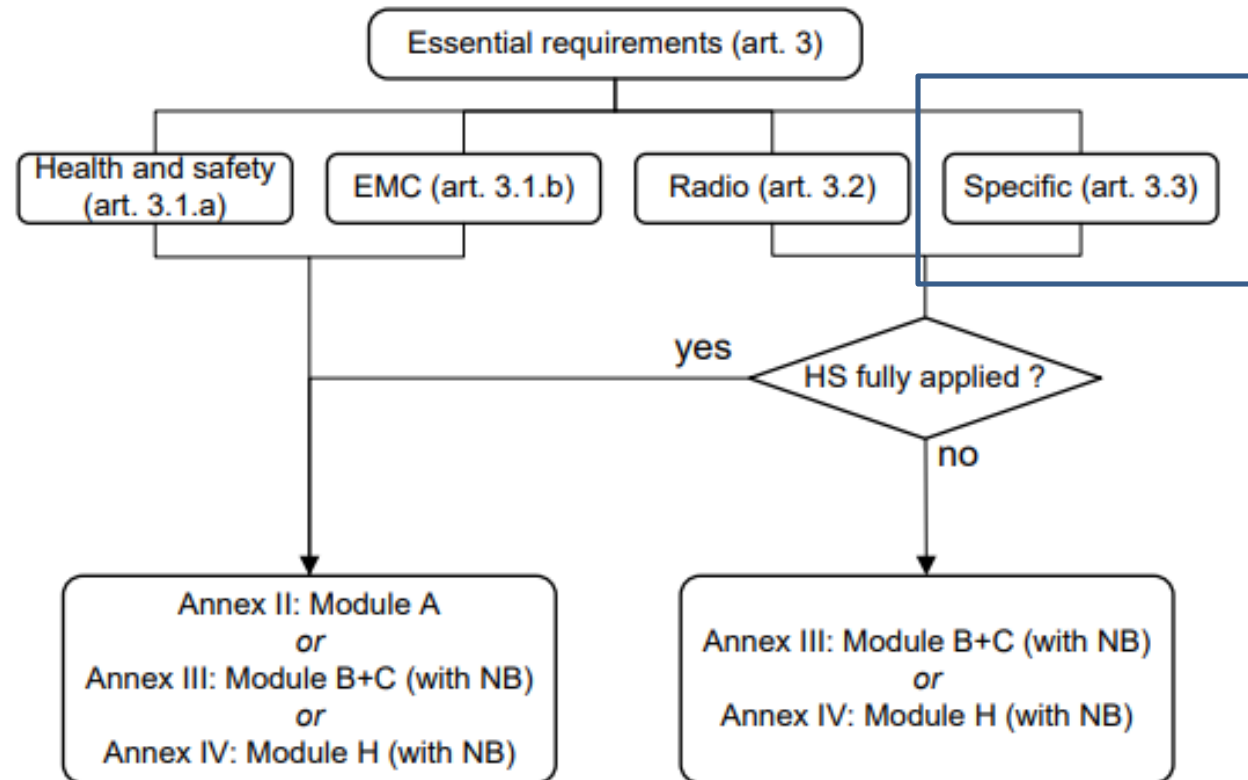 Essential requirements (art. 3)
Health and safety
(art. 3.1.a)
EMC (art. 3.1.b)
Radio (art. 3.2)
Specific (art. 3.3)
yes
HS fully applied ?
no
Annex II: Module A
or
Annex III: Module B+C (with NB)
or
Annex IV: Module H (with NB)
Annex III: Module B+C (with NB)
or
Annex IV: Module H (with NB)